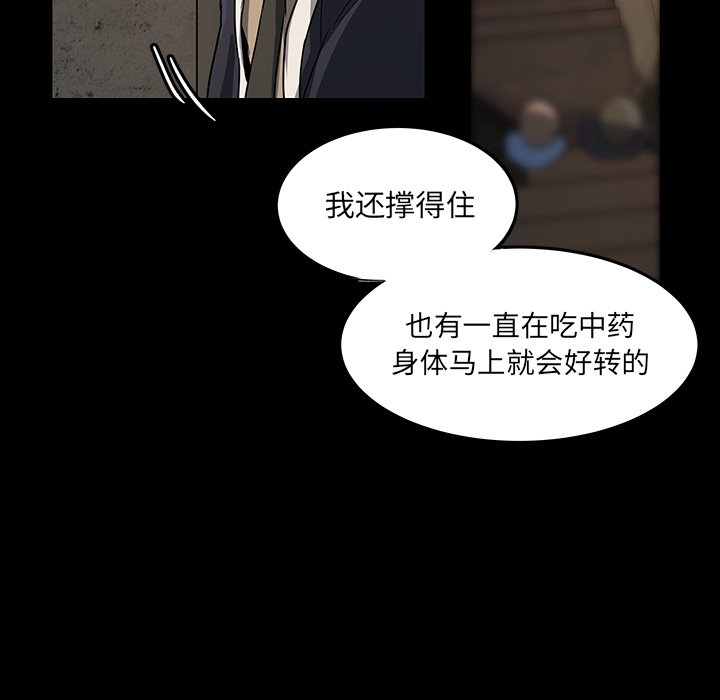 我还撑得住
也有一直在吃中药
身体马上就会好转的